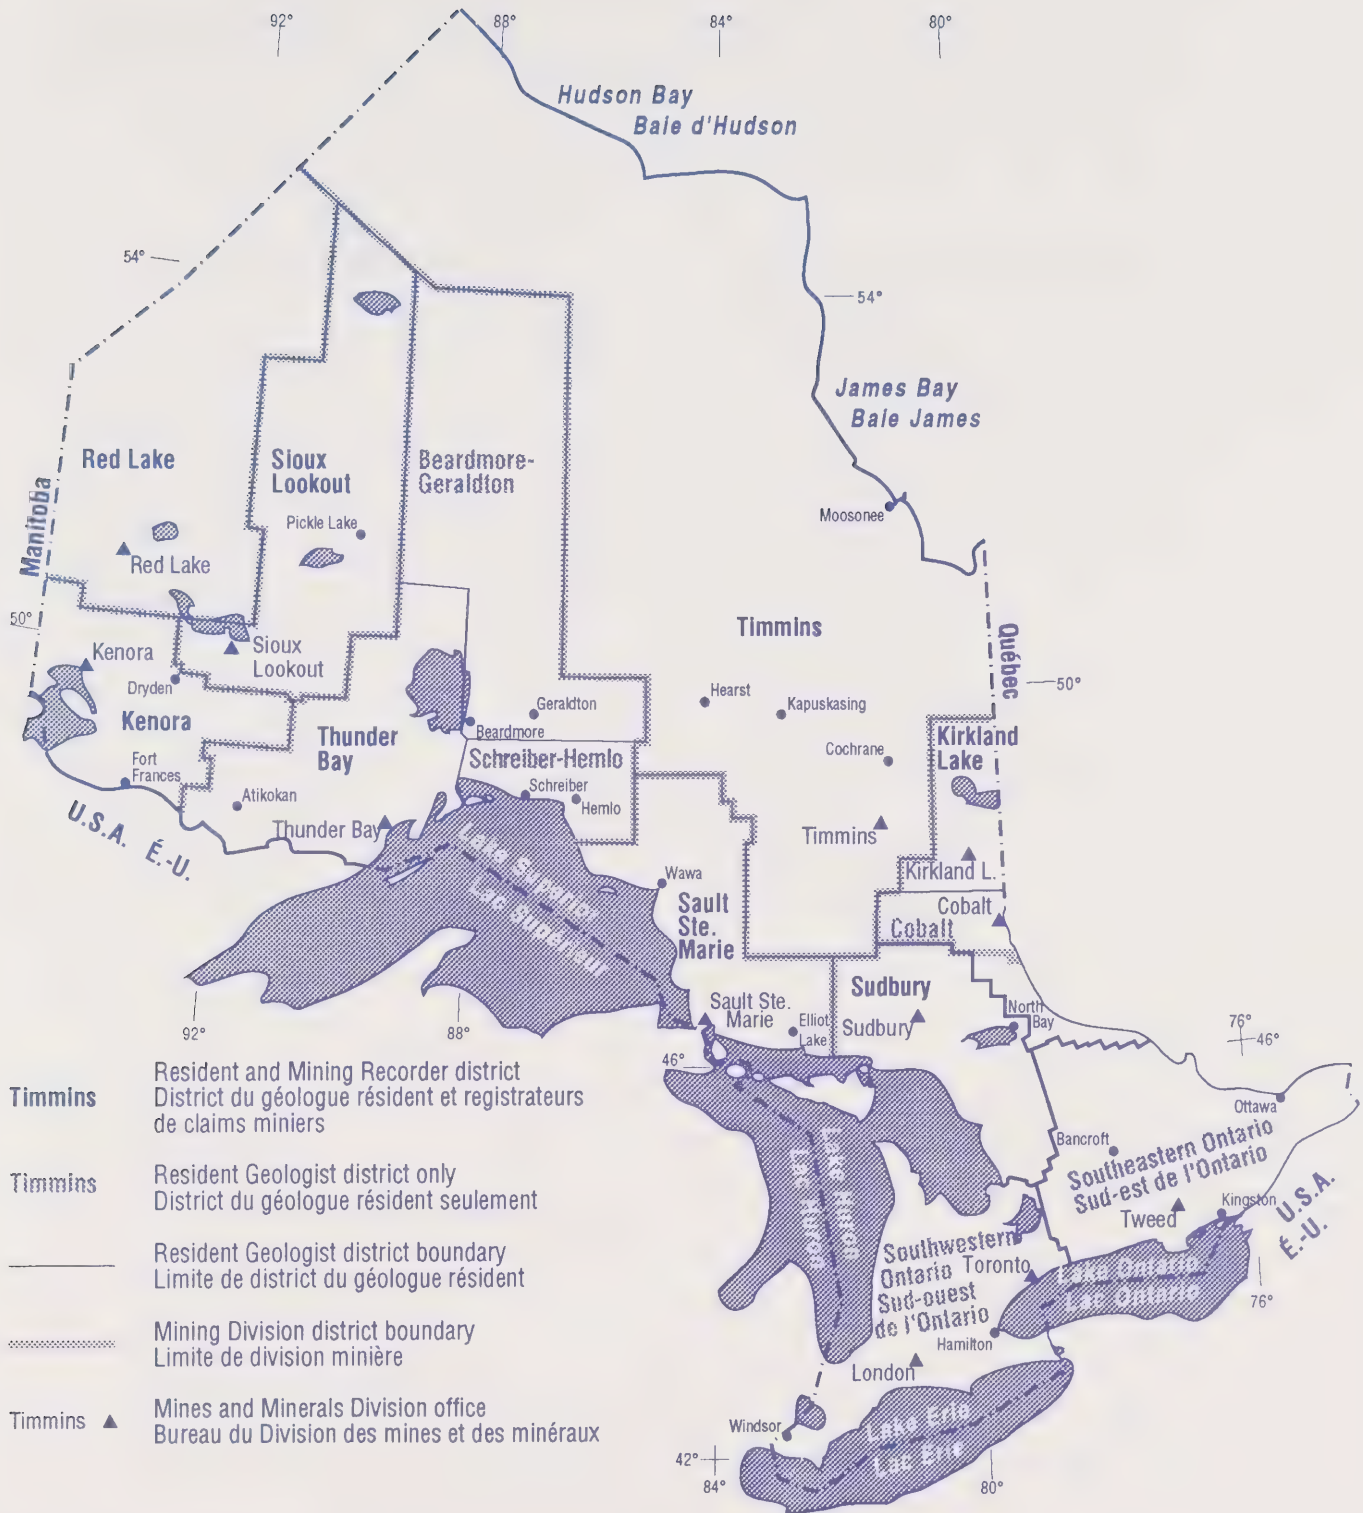 92°
88°
84°
80°
Hudson Bay
Baie d'Hudson
54°
54°
James Bay
Baie James
Red Lake
Sioux
Lookout
Beardmore-
Geraldton
Manitoba
Pickle Lake
Moosonee
Red Lake
50°
Timmins
Québec
Kenora
Sioux
Lookout
Dryden
50°
Kenora
Hearst
Kapuskasing
Geraldton
Beardmore
Thunder
Bay
Cochrane
Kirkland
Lake
Schreiber-Hemlo
Fort
Frances
Schreiber
Hemlo
Atikokan
U.S.A. É.-U.
Thunder Bay
Timmins
Lake Superior
Lac Supérieur
Kirkland L.
Wawa
Sault
Ste.
Marie
Cobalt
Cobalt
Sudbury
92°
88°
Sault Ste.
Marie
Elliot
Lake
Sudbury
North
Bay
76°
46°
46°
Timmins
Resident and Mining Recorder district
District du géologue résident et registrateurs
de claims miniers
Ottawa
Bancroft
Southeastern Ontario
Sud-est de l'Ontario
Timmins
Resident Geologist district only
District du géologue résident seulement
Lake Huron
Lac Huron
Kingston
Tweed
U.S.A.
É.-U.
Resident Geologist district boundary
Limite de district du géologue résident
Southwestern
Ontario
Sud-ouest
de l'Ontario
Toronto
Lake Ontario
Lac Ontario
76°
Mining Division district boundary
Limite de division minière
Hamilton
London
Timmins
Mines and Minerals Division office
Bureau du Division des mines et des minéraux
Windsor
Lake Erie
Lac Érié
42°
84°
80°